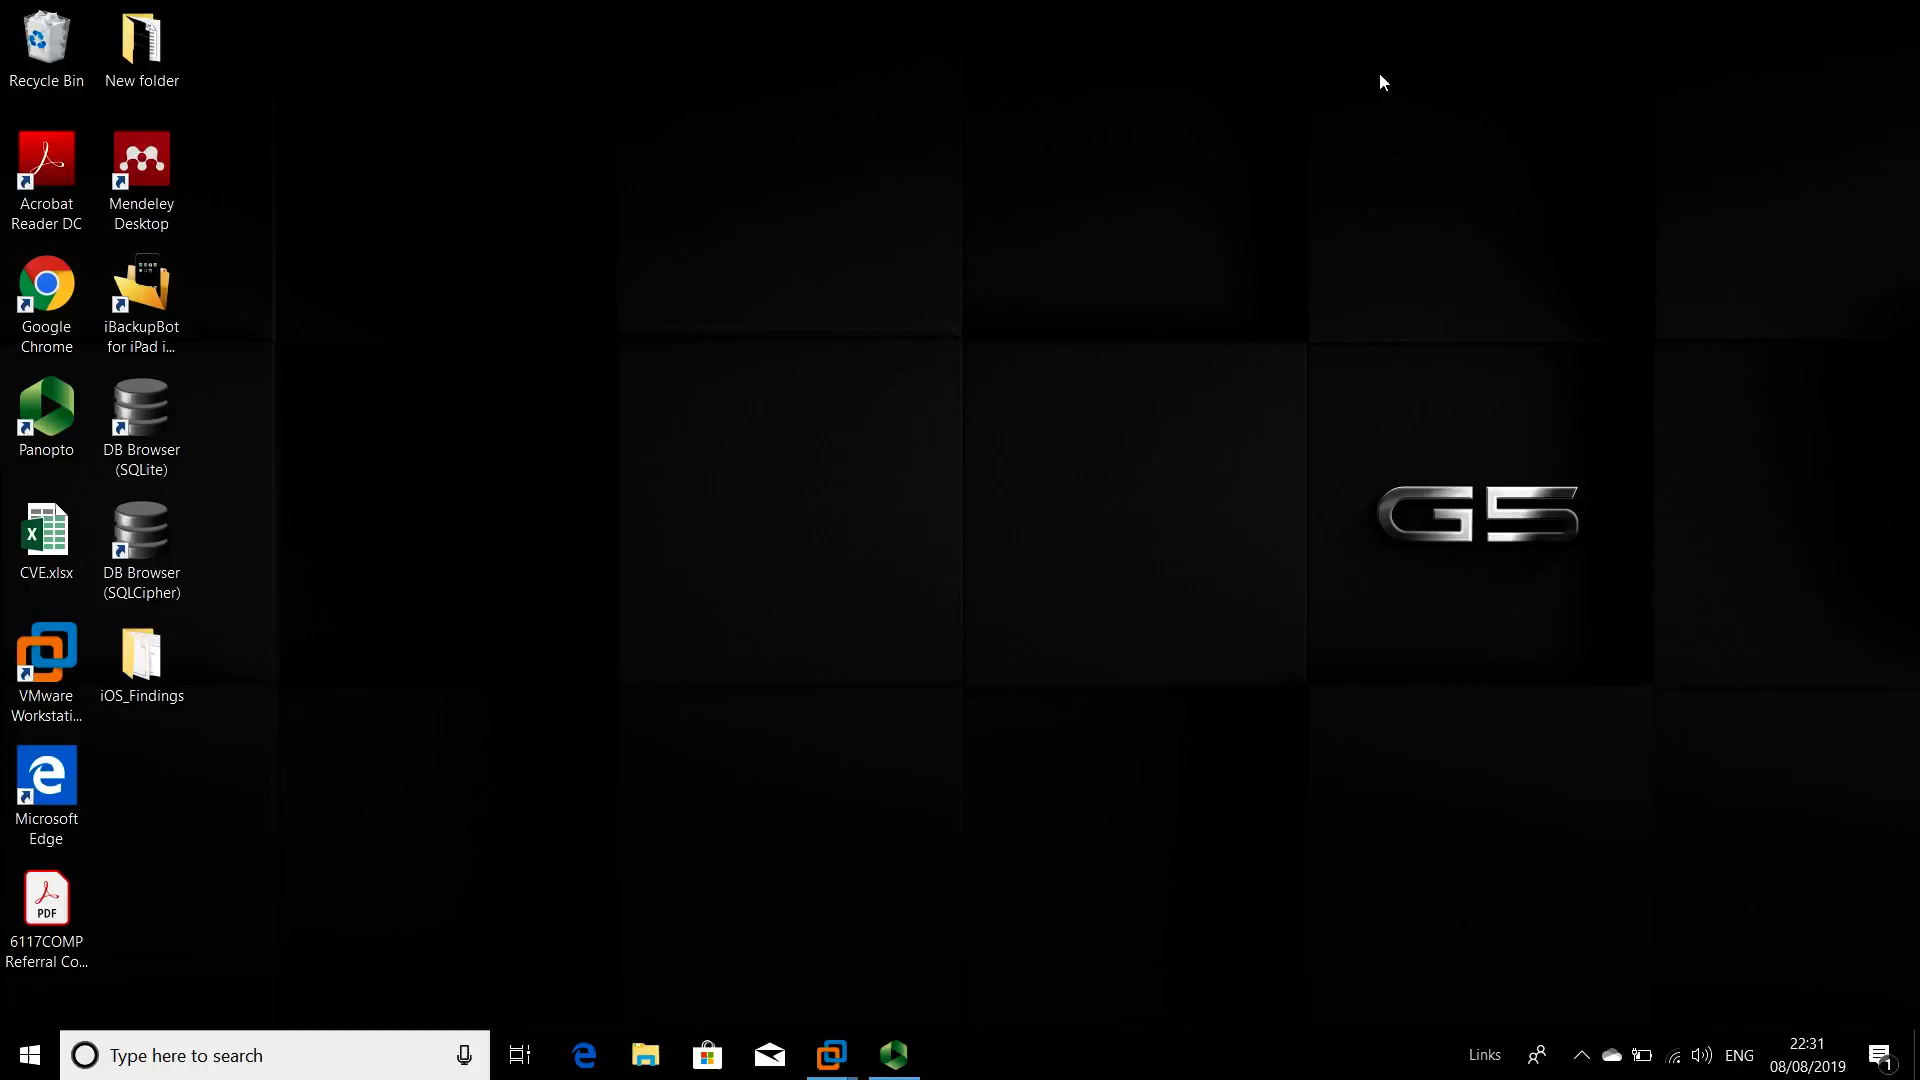 Recycle Bin
New folder
Acrobat
Reader DC
Mendeley
Desktop
Google
Chrome
iBackupBot
for iPad i...
Panopto
DB Browser
(SQLite)
X
CVE.xlsx
DB Browser
(SQLCipher)
VMware
Workstati...
iOS_Findings
Microsoft
Edge
PDF
6117COMP
Referral Co...
G5
Type here to search
Links
ENG
22:31
08/08/2019
1